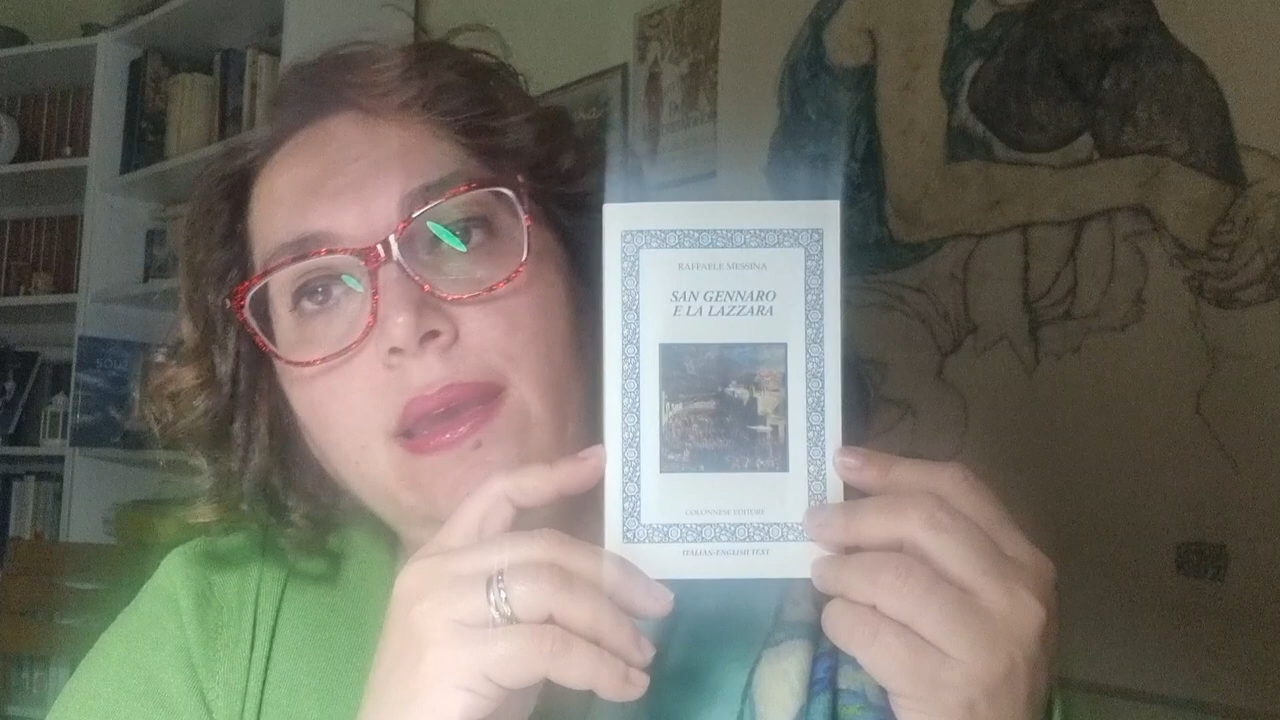 RAFFAELE MESSINA
SAN GENNARO
E LA LAZZARA
COLONNESE EDITORE
ITALIAN-ENGLISH TEXT